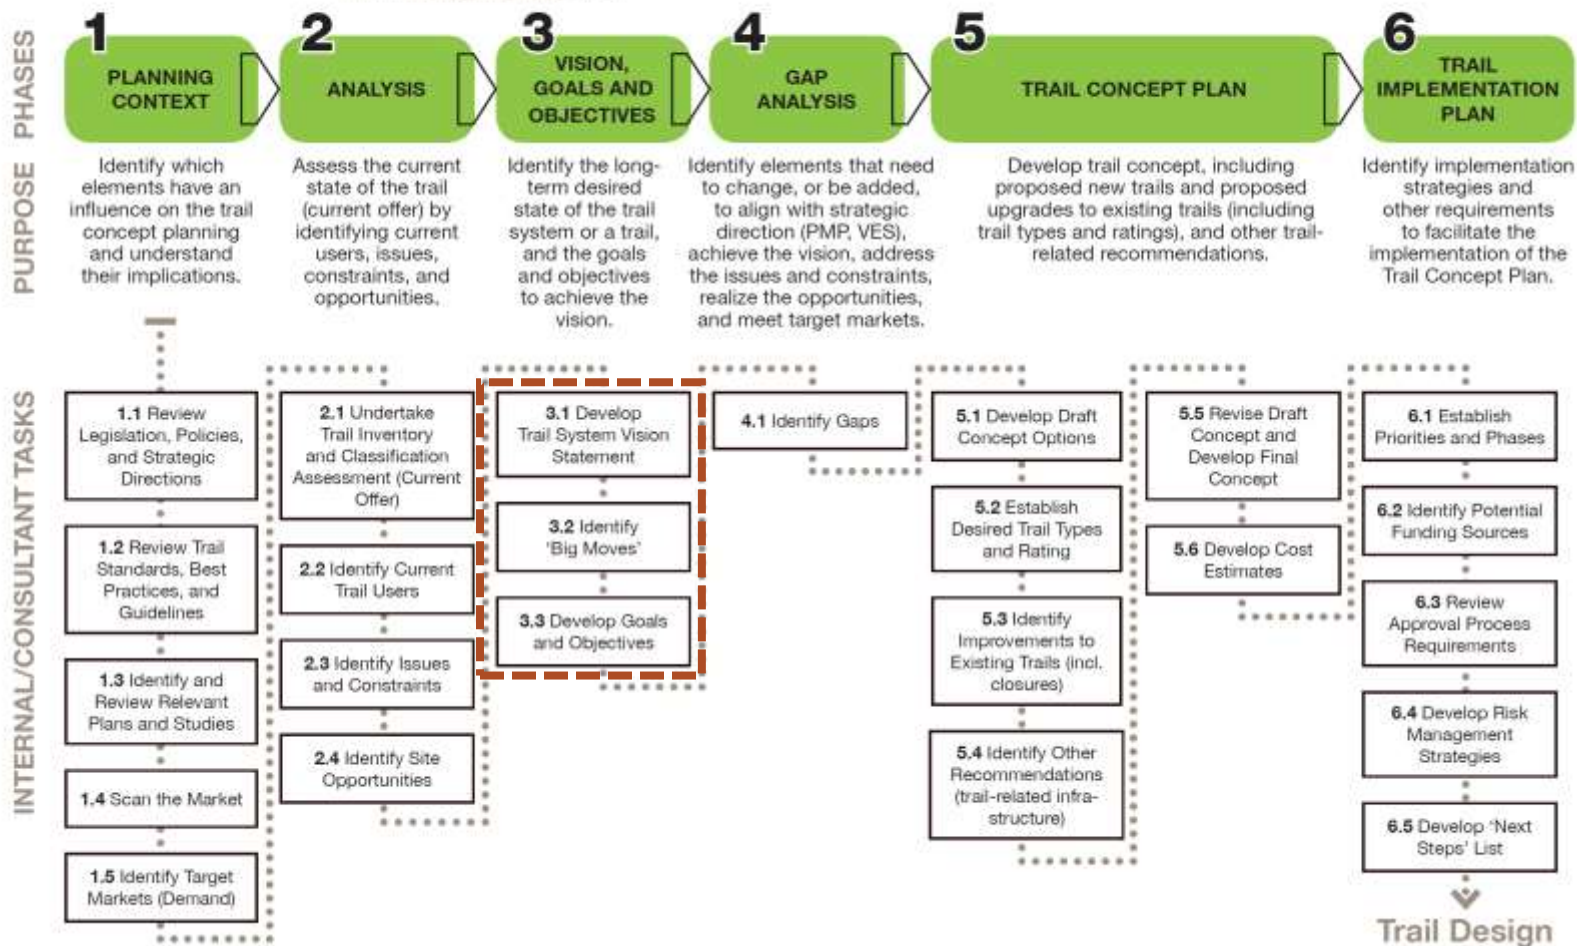 PHASES
1
PLANNING
CONTEXT
2
ANALYSIS
3
VISION,
GOALS AND
OBJECTIVES
4
GAP
ANALYSIS
5
TRAIL CONCEPT PLAN
6
TRAIL
IMPLEMENTATION
PLAN
PURPOSE
Identify which
elements have an
influence on the trail
concept planning
and understand
their implications.
Assess the current
state of the trail
(current offer) by
identifying current
users, issues,
constraints, and
opportunities.
Identify the long-
term desired
state of the trail
system or a trail,
and the goals
and objectives
to achieve the
vision.
Identify elements that need
to change, or be added,
to align with strategic
direction (PMP, VES),
achieve the vision, address
the issues and constraints,
realize the opportunities,
and meet target markets.
Develop trail concept, including
proposed new trails and proposed
upgrades to existing trails (including
trail types and ratings), and other trail-
related recommendations.
Identify implementation
strategies and
other requirements
to facilitate the
implementation of the
Trail Concept Plan.
INTERNAL/CONSULTANT TASKS
1.1 Review
Legislation, Policies,
and Strategic
Directions
1.2 Review Trail
Standards, Best
Practices, and
Guidelines
1.3 Identify and
Review Relevant
Plans and Studies
1.4 Scan the Market
1.5 Identify Target
Markets (Demand)
2.1 Undertake
Trail Inventory
and Classification
Assessment (Current
Offer)
2.2 Identify Current
Trail Users
2.3 Identify Issues
and Constraints
2.4 Identify Site
Opportunities
3.1 Develop
Trail System Vision
Statement
3.2 Identify
'Big Moves'
3.3 Develop Goals
and Objectives
4.1 Identify Gaps
5.1 Develop Draft
Concept Options
5.2 Establish
Desired Trail Types
and Rating
5.3 Identify
Improvements to
Existing Trails (incl.
closures)
5.4 Identify Other
Recommendations
(trail-related infra-
structure)
5.5 Revise Draft
Concept and
Develop Final
Concept
5.6 Develop Cost
Estimates
6.1 Establish
Priorities and Phases
6.2 Identify Potential
Funding Sources
6.3 Review
Approval Process
Requirements
6.4 Develop Risk
Management
Strategies
6.5 Develop 'Next
Steps' List
Trail Design